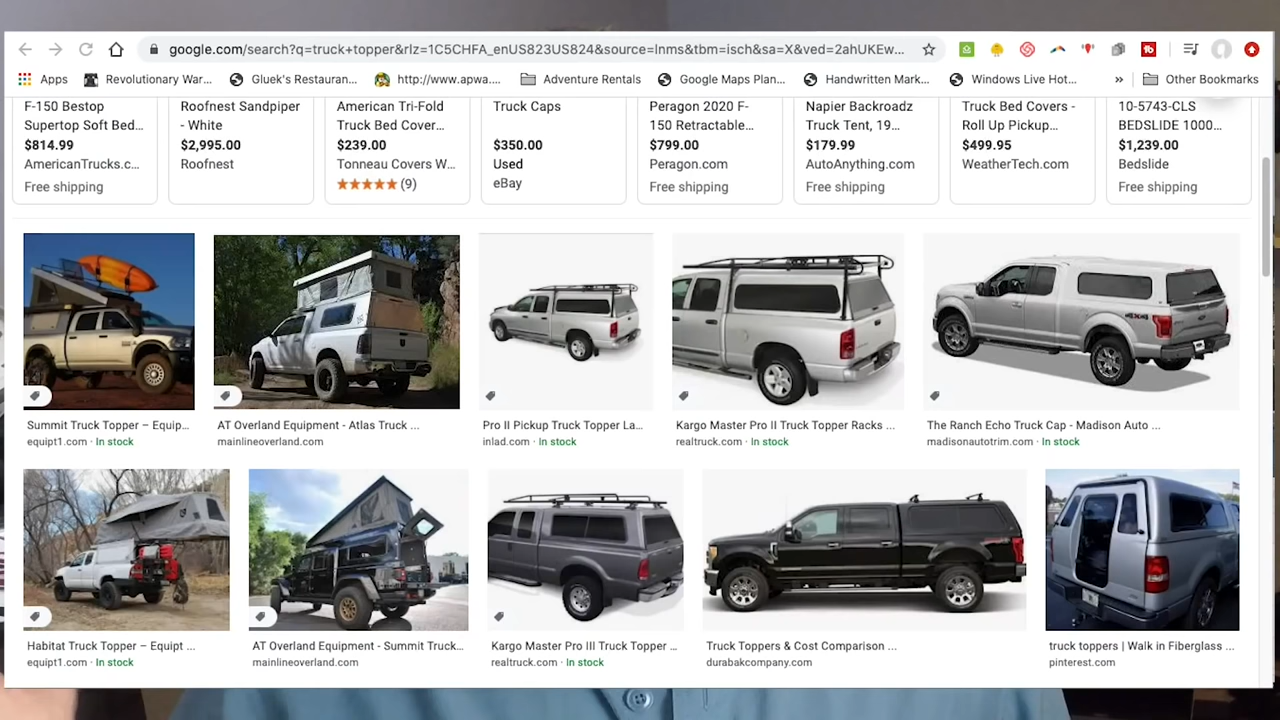 google.com/search?q=truck+topper&rlz=1C5CHFA_enUS823US824&source=lnms&tbm=isch&sa=X&ved=2ahUKEw...
Apps
Revolutionary War...
Gluek's Restauran...
http://www.apwa....
Adventure Rentals
Google Maps Plan...
Handwritten Mark...
Windows Live Hot...
»
Other Bookmarks
F-150 Bestop
Supertop Soft Bed...
$814.99
AmericanTrucks.c...
Free shipping
Roofnest Sandpiper
- White
$2,995.00
Roofnest
American Tri-Fold
Truck Bed Cover...
$239.00
Tonneau Covers W...
★★★★★ (9)
Truck Caps
$350.00
Used
eBay
Peragon 2020 F-
150 Retractable...
$799.00
Peragon.com
Free shipping
Napier Backroadz
Truck Tent, 19...
$179.99
AutoAnything.com
Free shipping
Truck Bed Covers -
Roll Up Pickup...
$499.95
WeatherTech.com
10-5743-CLS
BEDSLIDE 1000...
$1,239.00
Bedslide
Free shipping
Summit Truck Topper – Equip...
equipt1.com · In stock
AT Overland Equipment - Atlas Truck ...
mainlineoverland.com
Pro II Pickup Truck Topper La...
inlad.com · In stock
Kargo Master Pro II Truck Topper Racks ...
realtruck.com · In stock
The Ranch Echo Truck Cap - Madison Auto ...
madisonautotrim.com · In stock
Habitat Truck Topper – Equipt ...
equipt1.com · In stock
AT Overland Equipment - Summit Truck...
mainlineoverland.com
Kargo Master Pro III Truck Topper ...
realtruck.com · In stock
Truck Toppers & Cost Comparison ...
durabakcompany.com
truck toppers | Walk in Fiberglass ...
pinterest.com